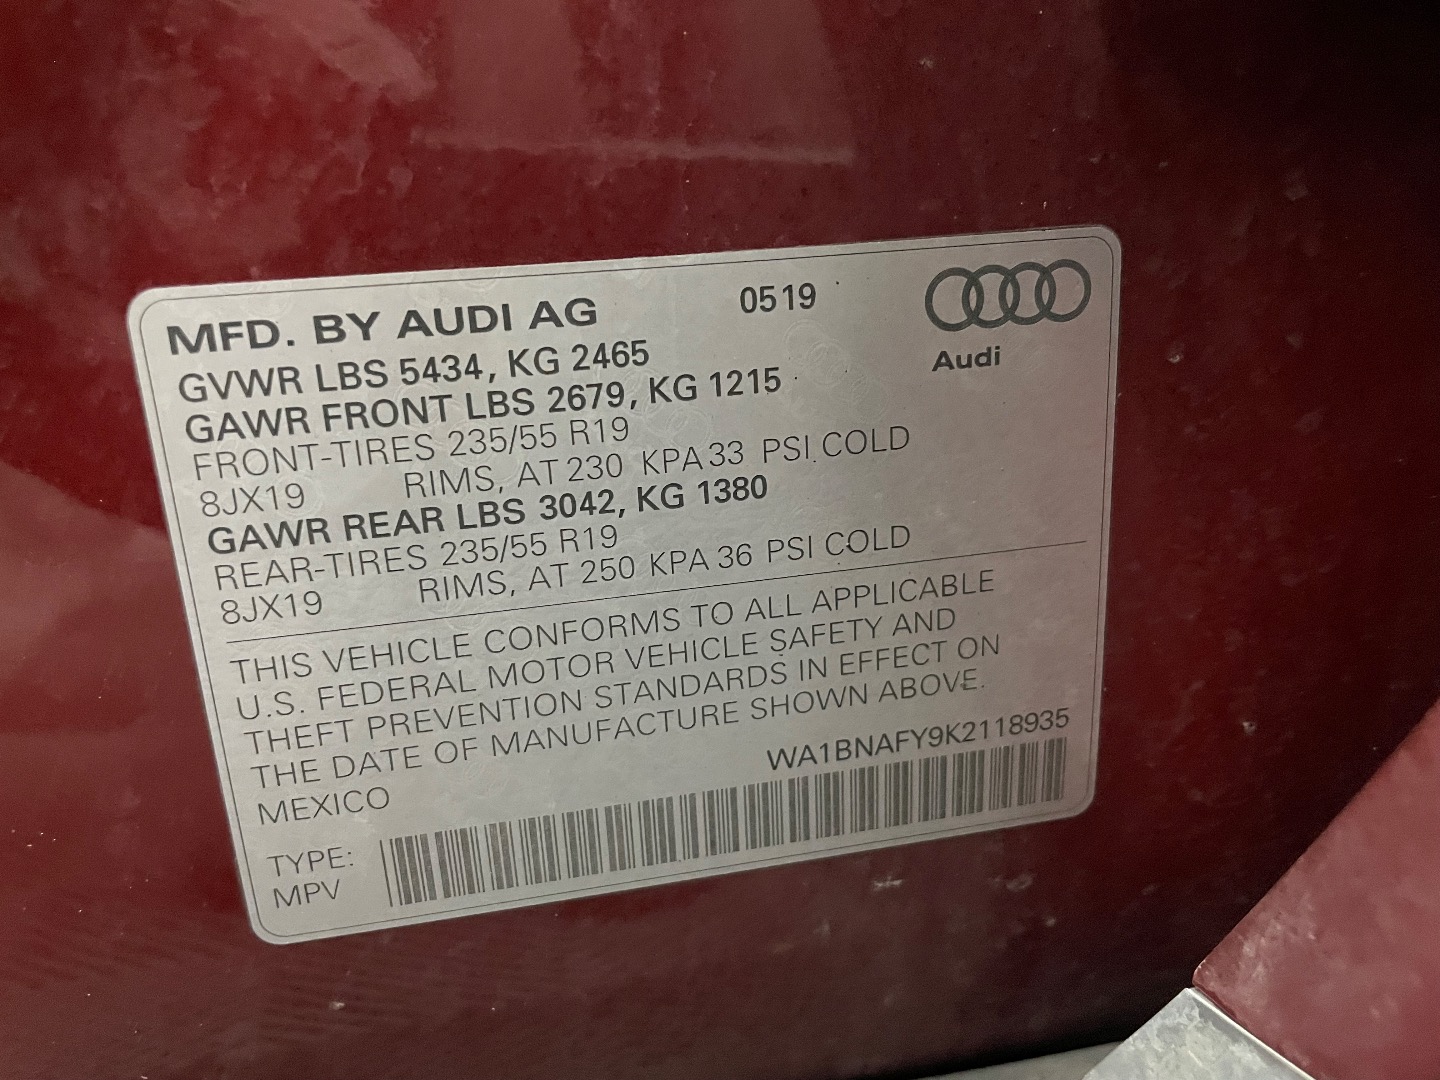 MFD. BY AUDI AG 0519
Audi
GVWR LBS 5434, KG 2465
GAWR FRONT LBS 2679, KG 1215
FRONT-TIRES 235/55 R19
8JX19 RIMS, AT 230 KPA 33 PSI COLD
GAWR REAR LBS 3042, KG 1380
REAR-TIRES 235/55 R19
8JX19 RIMS, AT 250 KPA 36 PSI COLD
THIS VEHICLE CONFORMS TO ALL APPLICABLE
U.S. FEDERAL MOTOR VEHICLE SAFETY AND
THEFT PREVENTION STANDARDS IN EFFECT ON
THE DATE OF MANUFACTURE SHOWN ABOVE.
MEXICO WA1BNAFY9K2118935
TYPE:
MPV